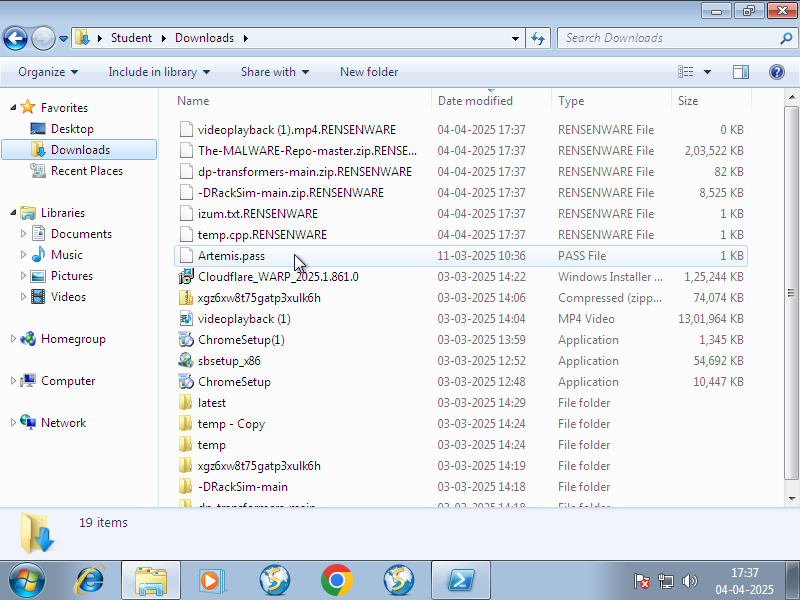 Student Downloads
Search Downloads
Organize Include in library Share with New folder
Name Date modified Type Size
Favorites
Desktop
Downloads
Recent Places
Libraries
Documents
Music
Pictures
Videos
Homegroup
Computer
Network
videoplayback (1).mp4.RENSENWARE 04-04-2025 17:37 RENSENWARE File 0 KB
The-MALWARE-Repo-master.zip.RENSE... 04-04-2025 17:37 RENSENWARE File 2,03,522 KB
dp-transformers-main.zip.RENSENWARE 04-04-2025 17:37 RENSENWARE File 82 KB
-DRackSim-main.zip.RENSENWARE 04-04-2025 17:37 RENSENWARE File 8,525 KB
izum.txt.RENSENWARE 04-04-2025 17:37 RENSENWARE File 1 KB
temp.cpp.RENSENWARE 04-04-2025 17:37 RENSENWARE File 1 KB
Artemis.pass 11-03-2025 10:36 PASS File 1 KB
Cloudflare_WARP_2025.1.861.0 03-03-2025 14:22 Windows Installer ... 1,25,244 KB
xgz6xw8t75gatp3xulk6h 03-03-2025 14:06 Compressed (zipp... 74,074 KB
videoplayback (1) 03-03-2025 14:04 MP4 Video 13,01,964 KB
ChromeSetup(1) 03-03-2025 13:59 Application 1,345 KB
sbsetup_x86 03-03-2025 12:52 Application 54,692 KB
ChromeSetup 03-03-2025 12:48 Application 10,447 KB
latest 03-03-2025 14:29 File folder
temp - Copy 03-03-2025 14:24 File folder
temp 03-03-2025 14:24 File folder
xgz6xw8t75gatp3xulk6h 03-03-2025 14:19 File folder
-DRackSim-main 03-03-2025 14:18 File folder
dp-transformers-main 03-03-2025 14:18 File folder
19 items
17:37
04-04-2025